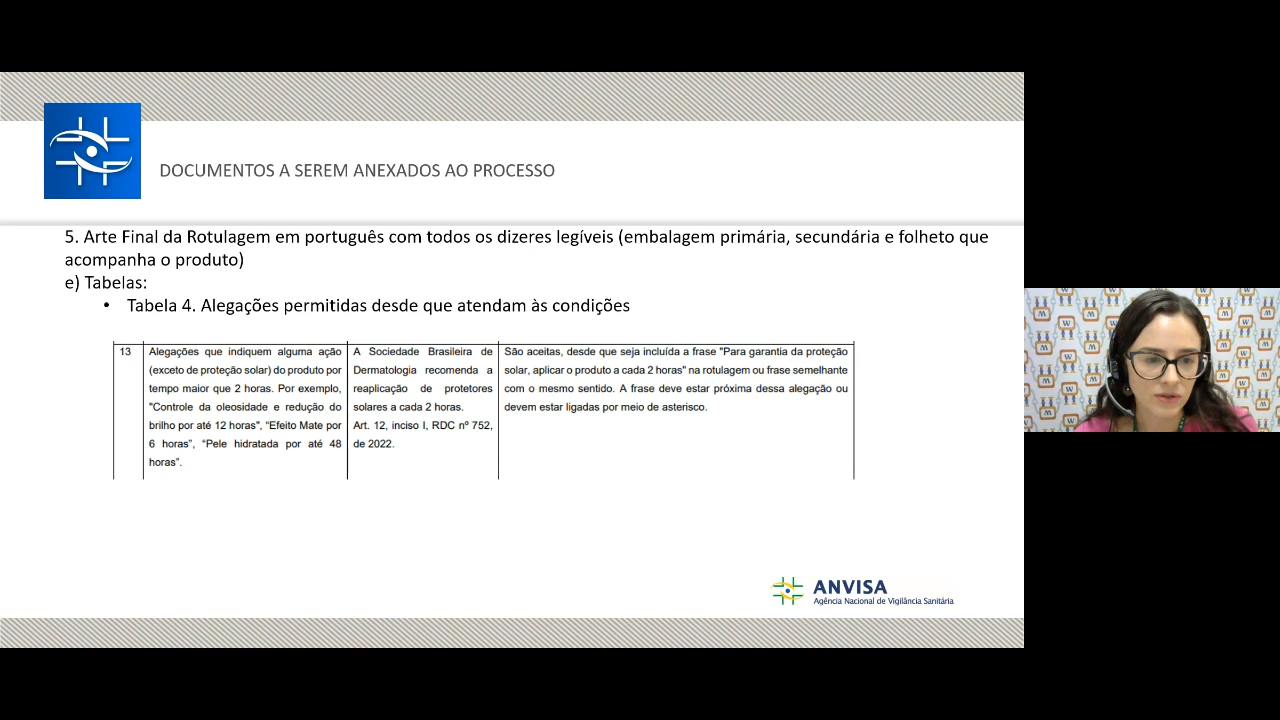 DOCUMENTOS A SEREM ANEXADOS AO PROCESSO
5. Arte Final da Rotulagem em português com todos os dizeres legíveis (embalagem primária, secundária e folheto que
acompanha o produto)
e) Tabelas:
• Tabela 4. Alegações permitidas desde que atendam às condições
13
Alegações que indiquem alguma ação
(exceto de proteção solar) do produto por
tempo maior que 2 horas. Por exemplo,
"Controle da oleosidade e redução do
brilho por até 12 horas", "Efeito Mate por
6 horas", "Pele hidratada por até 48
horas".
A Sociedade Brasileira de
Dermatologia recomenda a
reaplicação de protetores
solares a cada 2 horas.
Art. 12, inciso I, RDC nº 752,
de 2022.
São aceitas, desde que seja incluída a frase "Para garantia da proteção
solar, aplicar o produto a cada 2 horas" na rotulagem ou frase semelhante
com o mesmo sentido. A frase deve estar próxima dessa alegação ou
devem estar ligadas por meio de asterisco.
ANVISA
Agência Nacional de Vigilância Sanitária